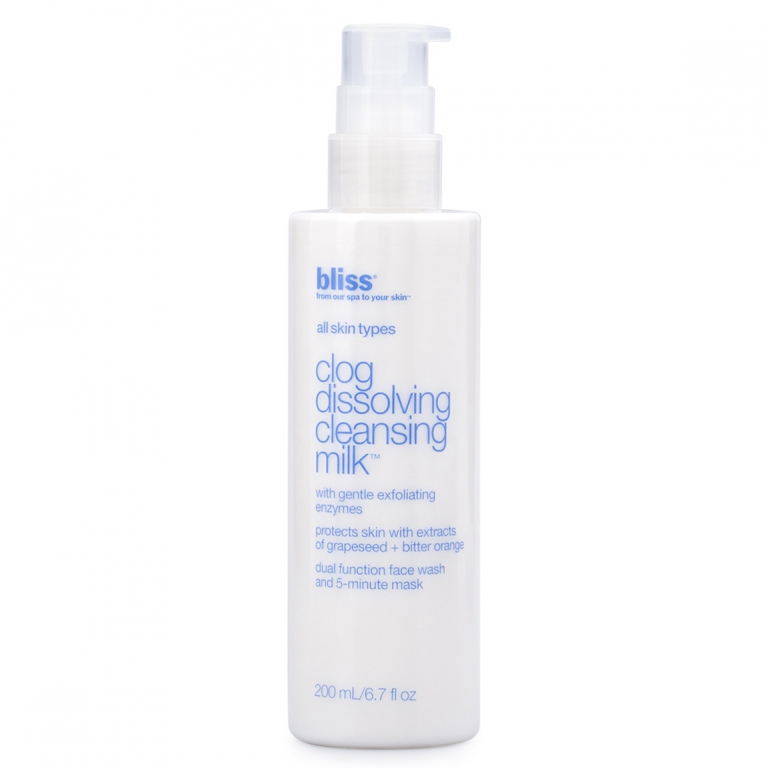 bliss®
from our spa to your skin™
all skin types
clog
dissolving
cleansing
milk™
with gentle exfoliating
enzymes
protects skin with extracts
of grapeseed + bitter orange
dual function face wash
and 5-minute mask
200 mL/6.7 fl oz